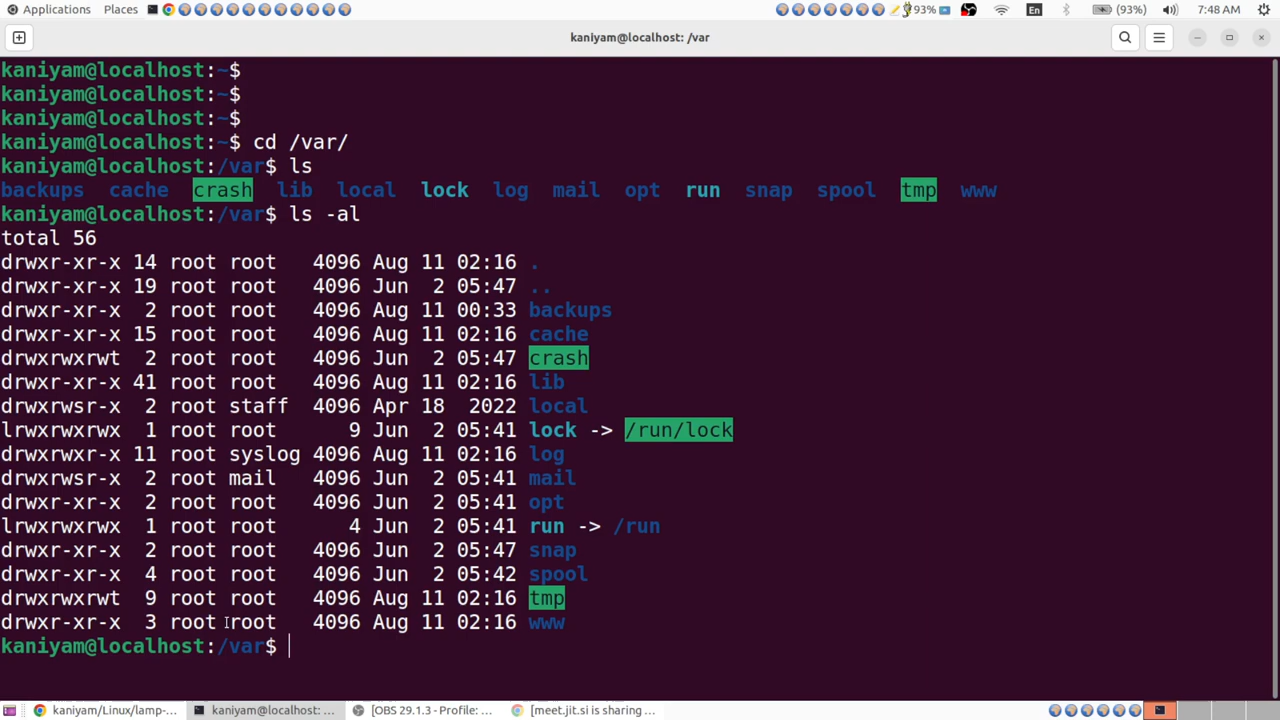 Applications Places 93% En (93%) 7:48 AM
kaniyam@localhost: /var
kaniyam@localhost:~$
kaniyam@localhost:~$
kaniyam@localhost:~$
kaniyam@localhost:~$ cd /var/
kaniyam@localhost:/var$ ls
backups cache crash lib local lock log mail opt run snap spool tmp www
kaniyam@localhost:/var$ ls -al
total 56
drwxr-xr-x 14 root root 4096 Aug 11 02:16 .
drwxr-xr-x 19 root root 4096 Jun 2 05:47 ..
drwxr-xr-x 2 root root 4096 Aug 11 00:33 backups
drwxr-xr-x 15 root root 4096 Aug 11 02:16 cache
drwxrwxrwt 2 root root 4096 Jun 2 05:47 crash
drwxr-xr-x 41 root root 4096 Aug 11 02:16 lib
drwxrwsr-x 2 root staff 4096 Apr 18 2022 local
lrwxrwxrwx 1 root root 9 Jun 2 05:41 lock -> /run/lock
drwxrwxr-x 11 root syslog 4096 Aug 11 02:16 log
drwxrwsr-x 2 root mail 4096 Jun 2 05:41 mail
drwxr-xr-x 2 root root 4096 Jun 2 05:41 opt
lrwxrwxrwx 1 root root 4 Jun 2 05:41 run -> /run
drwxr-xr-x 2 root root 4096 Jun 2 05:47 snap
drwxr-xr-x 4 root root 4096 Jun 2 05:42 spool
drwxrwxrwt 9 root root 4096 Aug 11 02:16 tmp
drwxr-xr-x 3 root root 4096 Aug 11 02:16 www
kaniyam@localhost:/var$
kaniyam/Linux/lamp-... kaniyam@localhost: ... [OBS 29.1.3 - Profile: ... [meet.jit.si is sharing ...